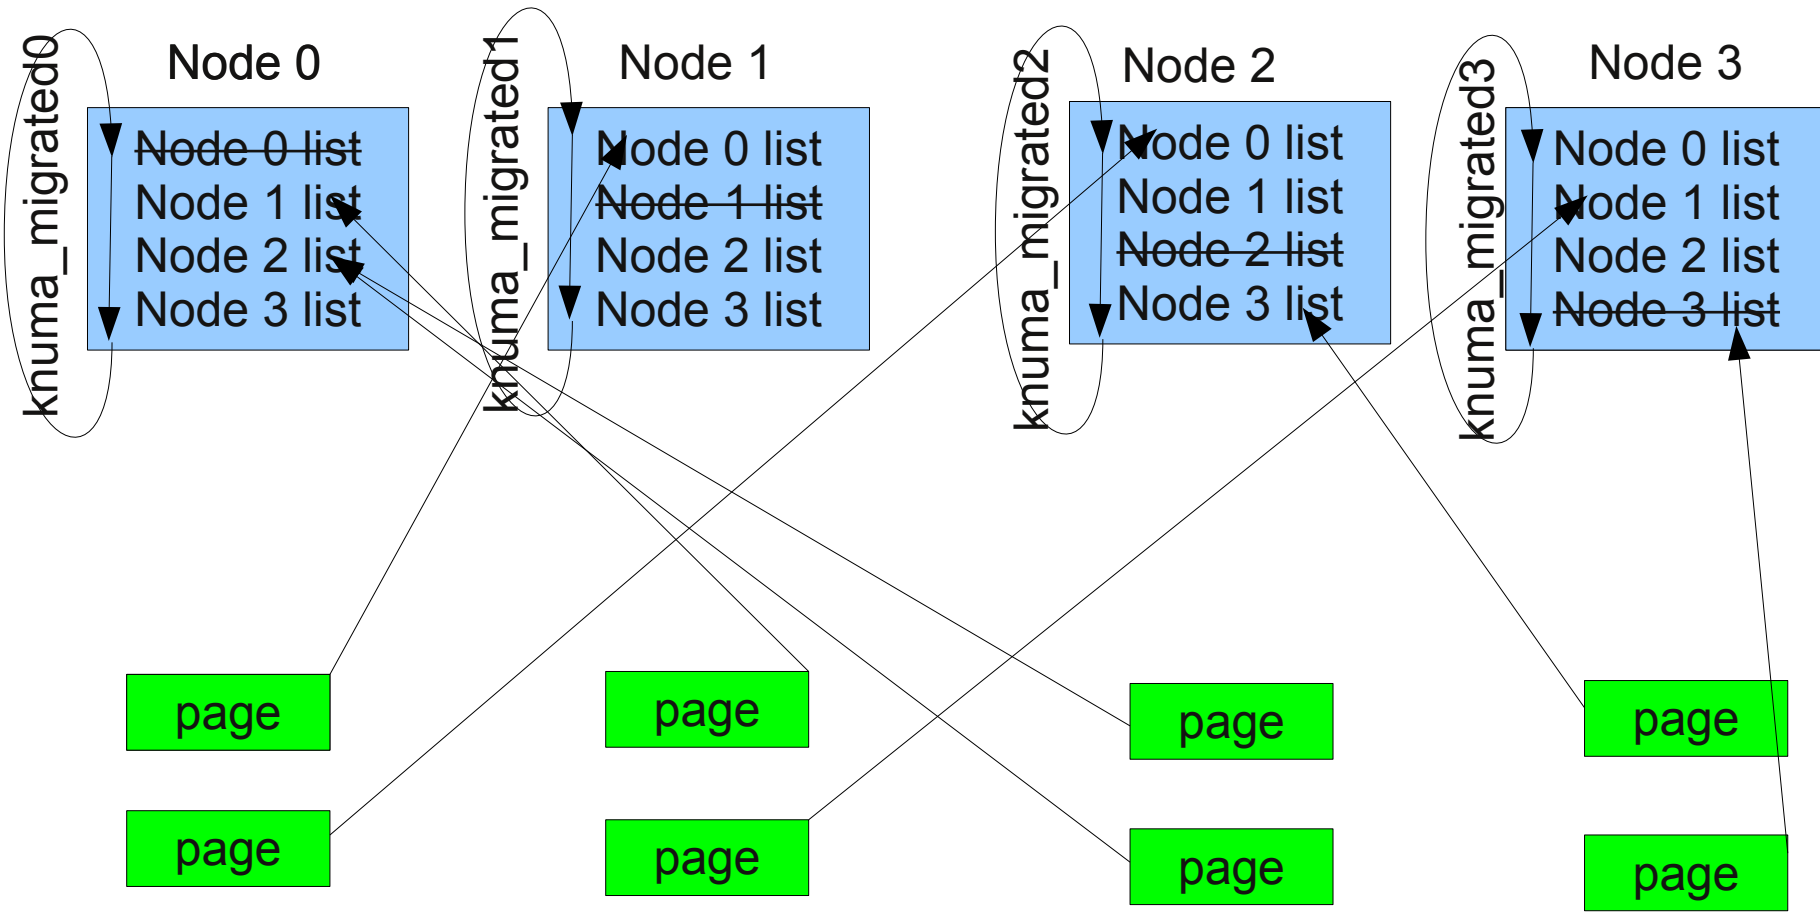 knuma_migrated0
Node 0
Node 0 list
Node 1 list
Node 2 list
Node 3 list
knuma_migrated1
Node 1
Node 0 list
Node 1 list
Node 2 list
Node 3 list
knuma_migrated2
Node 2
Node 0 list
Node 1 list
Node 2 list
Node 3 list
knuma_migrated3
Node 3
Node 0 list
Node 1 list
Node 2 list
Node 3 list
page
page
page
page
page
page
page
page